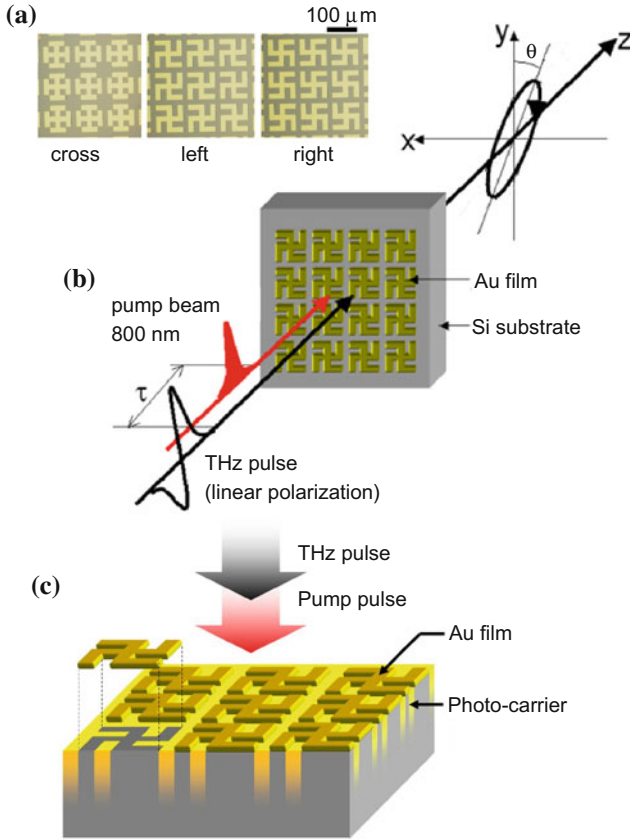 (a)
100 μm
cross
left
right
y
θ
z
x
(b)
pump beam
800 nm
τ
Au film
Si substrate
THz pulse
(linear polarization)
THz pulse
Pump pulse
(c)
Au film
Photo-carrier